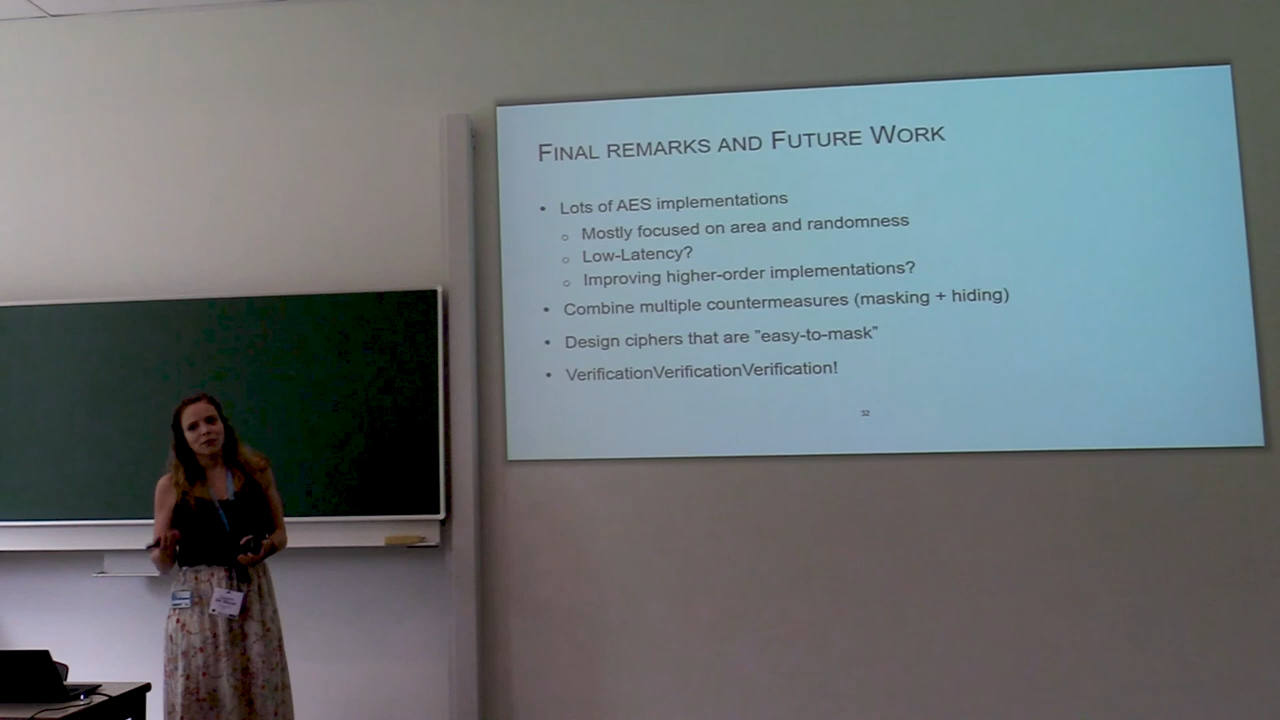 FINAL REMARKS AND FUTURE WORK
• Lots of AES implementations
○ Mostly focused on area and randomness
○ Low-Latency?
○ Improving higher-order implementations?
• Combine multiple countermeasures (masking + hiding)
• Design ciphers that are "easy-to-mask"
• VerificationVerificationVerification!
32